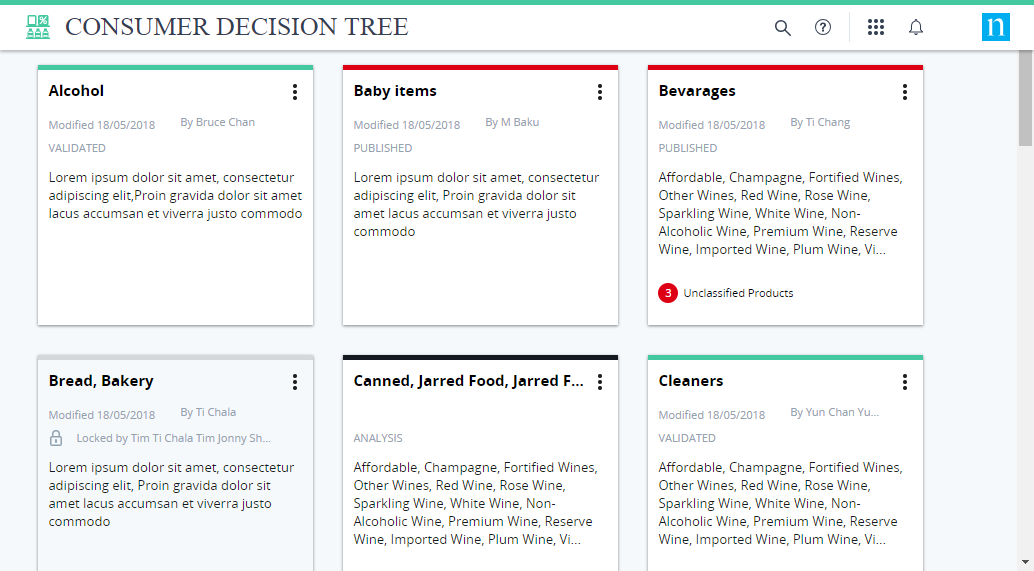 CONSUMER DECISION TREE
n
Alcohol
Modified 18/05/2018 By Bruce Chan
VALIDATED
Lorem ipsum dolor sit amet, consectetur
adipiscing elit,Proin gravida dolor sit amet
lacus accumsan et viverra justo commodo
Baby items
Modified 18/05/2018 By M Baku
PUBLISHED
Lorem ipsum dolor sit amet, consectetur
adipiscing elit, Proin gravida dolor sit
amet lacus accumsan et viverra justo
commodo
Bevarages
Modified 18/05/2018 By Ti Chang
PUBLISHED
Affordable, Champagne, Fortified Wines,
Other Wines, Red Wine, Rose Wine,
Sparkling Wine, White Wine, Non-
Alcoholic Wine, Premium Wine, Reserve
Wine, Imported Wine, Plum Wine, Vi...
3 Unclassified Products
Bread, Bakery
Modified 18/05/2018 By Ti Chala
Locked by Tim Ti Chala Tim Jonny Sh...
Lorem ipsum dolor sit amet, consectetur
adipiscing elit, Proin gravida dolor sit
amet lacus accumsan et viverra justo
commodo
Canned, Jarred Food, Jarred F...
ANALYSIS
Affordable, Champagne, Fortified Wines,
Other Wines, Red Wine, Rose Wine,
Sparkling Wine, White Wine, Non-
Alcoholic Wine, Premium Wine, Reserve
Wine, Imported Wine, Plum Wine, Vi...
Cleaners
Modified 18/05/2018 By Yun Chan Yu...
VALIDATED
Affordable, Champagne, Fortified Wines,
Other Wines, Red Wine, Rose Wine,
Sparkling Wine, White Wine, Non-
Alcoholic Wine, Premium Wine, Reserve
Wine, Imported Wine, Plum Wine, Vi...